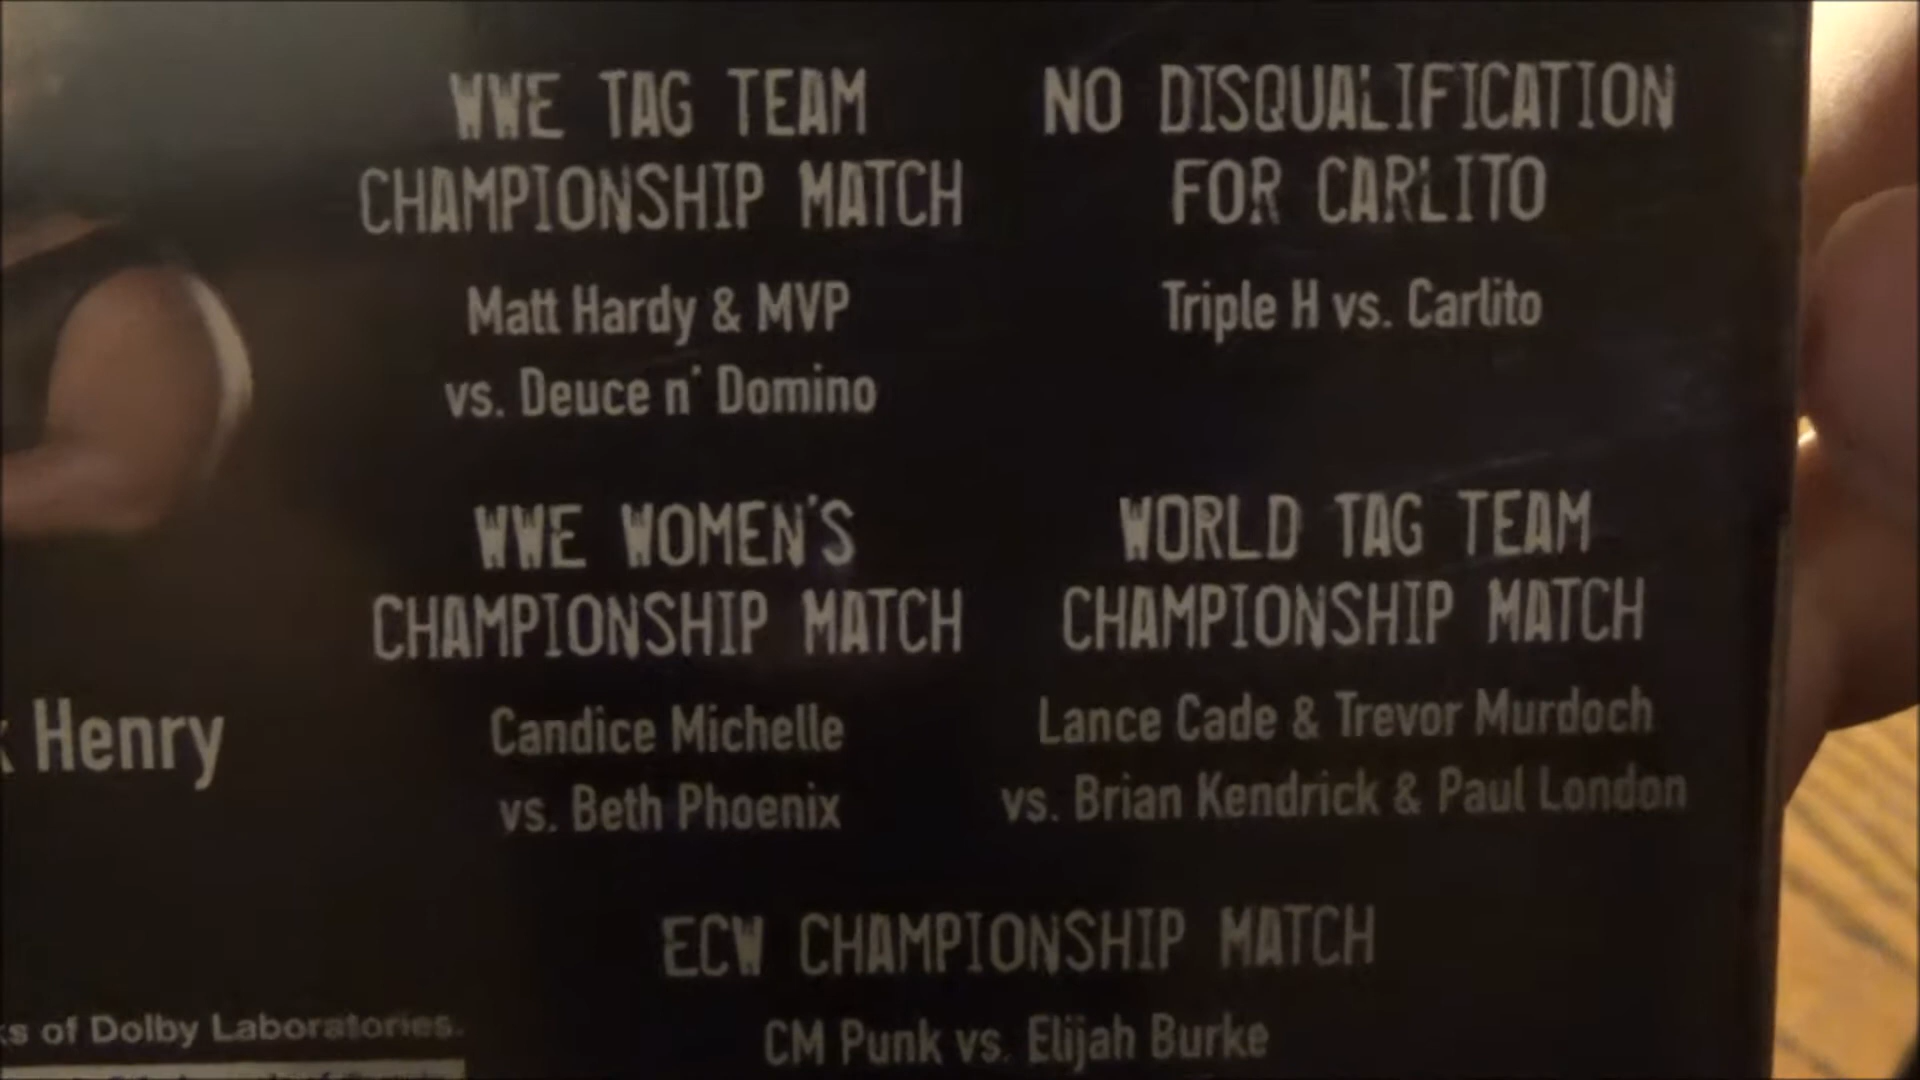 WWE TAG TEAM
CHAMPIONSHIP MATCH
Matt Hardy & MVP
vs. Deuce n' Domino
NO DISQUALIFICATION
FOR CARLITO
Triple H vs. Carlito
WWE WOMEN'S
CHAMPIONSHIP MATCH
Candice Michelle
vs. Beth Phoenix
WORLD TAG TEAM
CHAMPIONSHIP MATCH
Lance Cade & Trevor Murdoch
vs. Brian Kendrick & Paul London
Henry
ECW CHAMPIONSHIP MATCH
CM Punk vs. Elijah Burke
of Dolby Laboratories.